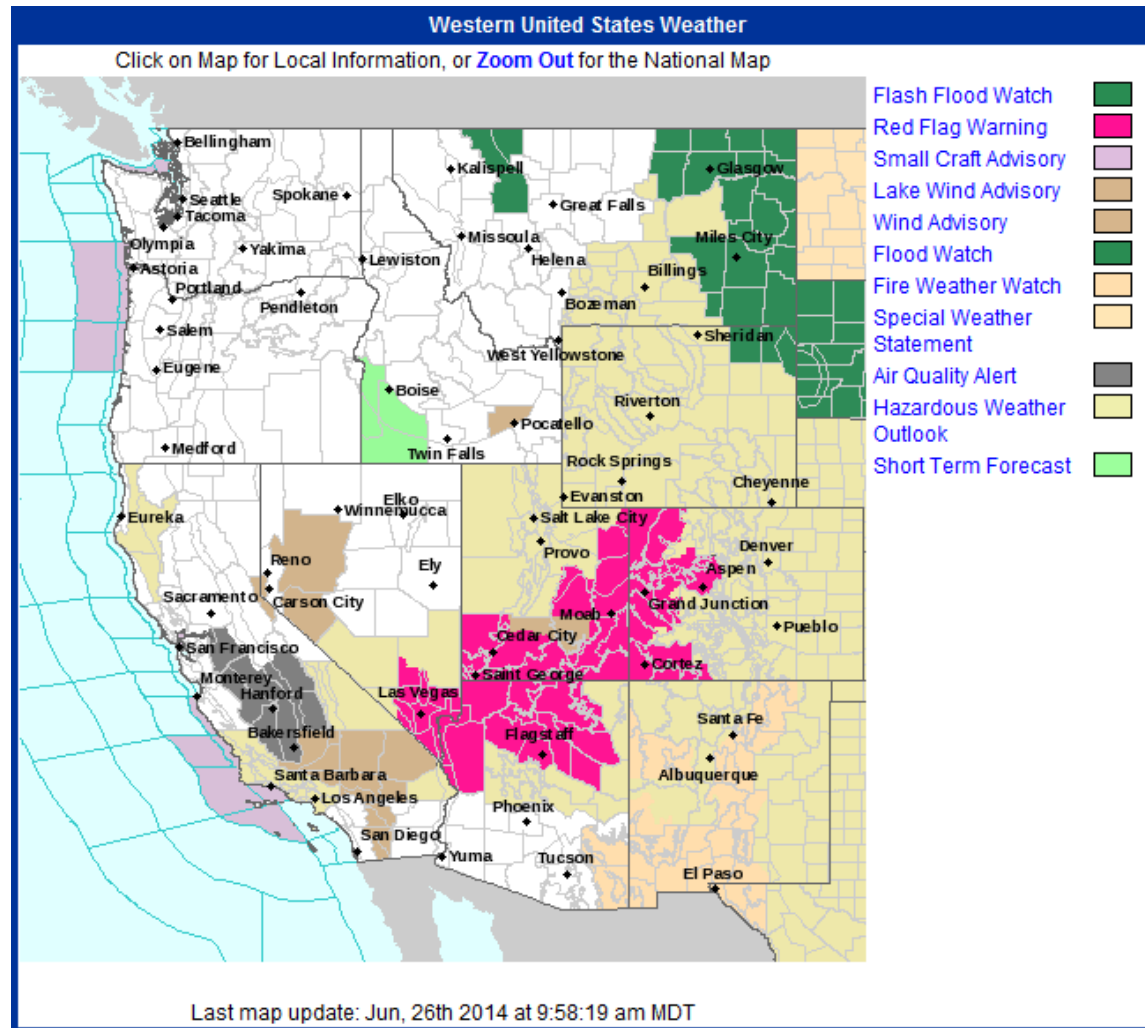 Western United States Weather
Click on Map for Local Information, or Zoom Out for the National Map
Flash Flood Watch
Red Flag Warning
Small Craft Advisory
Lake Wind Advisory
Wind Advisory
Flood Watch
Fire Weather Watch
Special Weather
Statement
Air Quality Alert
Hazardous Weather
Outlook
Short Term Forecast
Bellingham
Kalispell
Glasgow
Seattle
Spokane
Great Falls
Tacoma
Olympia
Yakima
Missoula
Helena
Miles City
Astoria
Lewiston
Billings
Portland
Pendleton
Bozeman
Salem
Sheridan
West Yellowstone
Eugene
Boise
Riverton
Pocatello
Medford
Twin Falls
Rock Springs
Cheyenne
Elko
Evanston
Winnemucca
Eureka
Salt Lake City
Provo
Denver
Reno
Ely
Aspen
Sacramento
Carson City
Moab
Grand Junction
Pueblo
Cedar City
San Francisco
Cortez
Saint George
Monterey
Hanford
Las Vegas
Santa Fe
Bakersfield
Flagstaff
Albuquerque
Santa Barbara
Los Angeles
Phoenix
San Diego
Yuma
Tucson
El Paso
Last map update: Jun, 26th 2014 at 9:58:19 am MDT